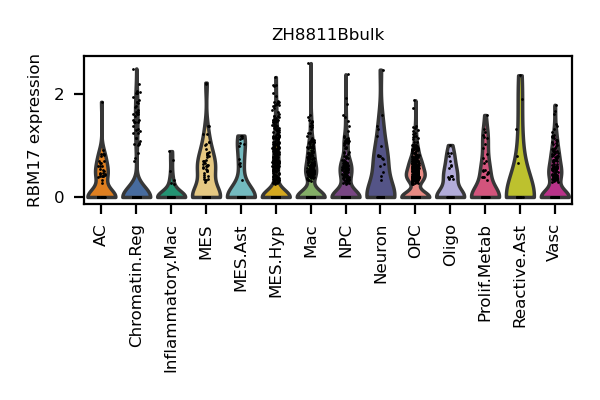 ZH8811Bbulk
RBM17 expression
2
0
AC
Chromatin.Reg
Inflammatory.Mac
MES
MES.Ast
MES.Hyp
Mac
NPC
Neuron
OPC
Oligo
Prolif.Metab
Reactive.Ast
Vasc